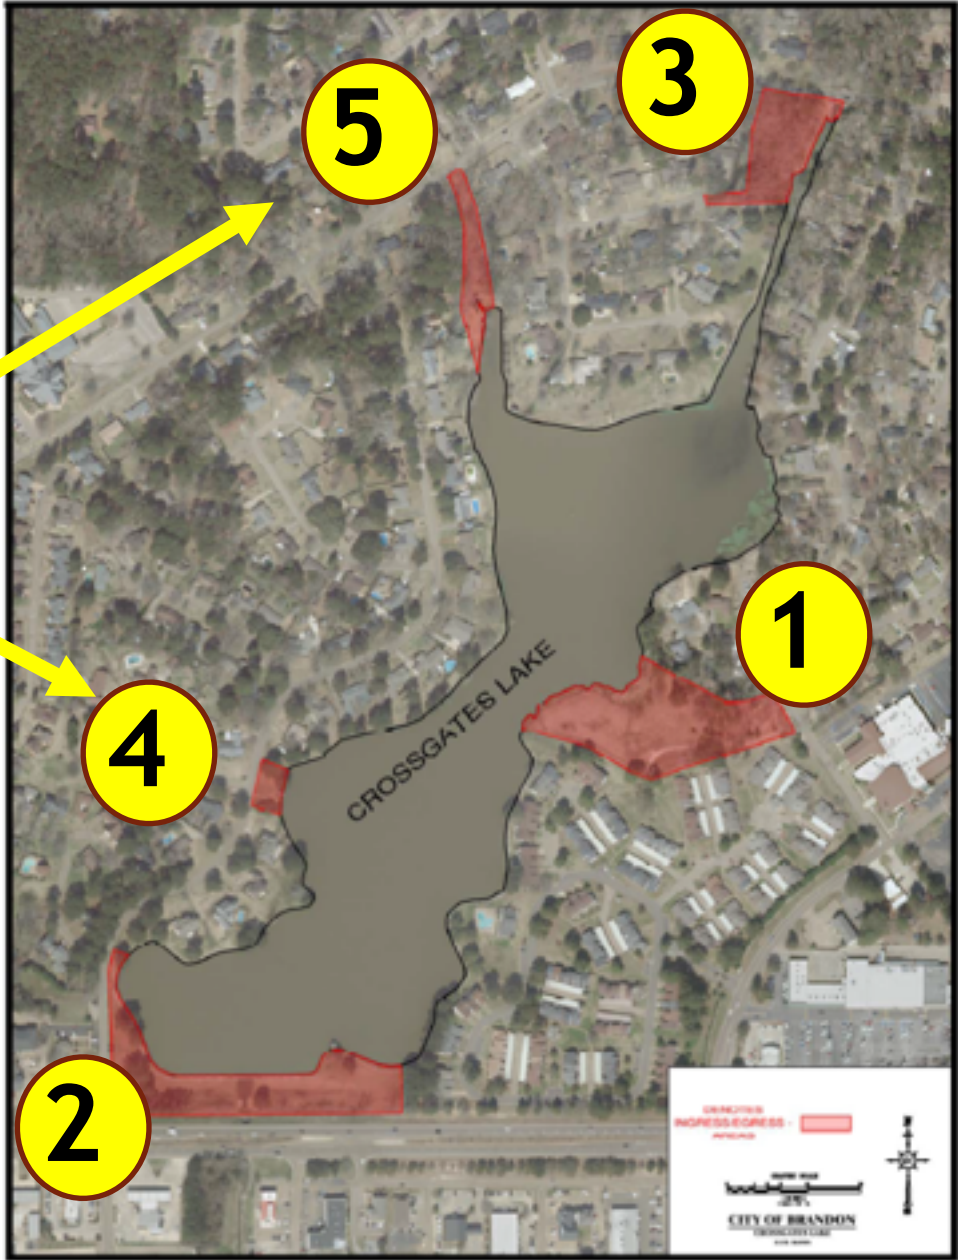 5
3
1
CROSSGATES LAKE
4
2
DENOTES
INGRESS/EGRESS -
AREAS
CITY OF BRANDON
CROSSGATES LAKE